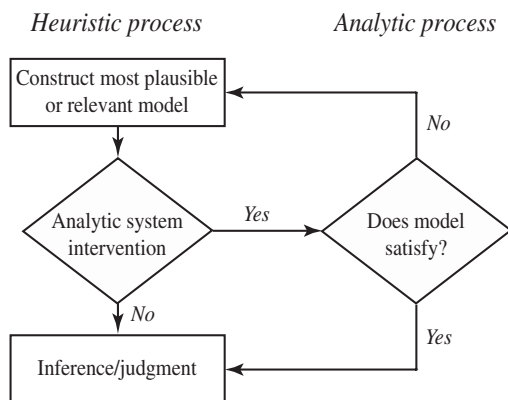 Heuristic process
Analytic process
Construct most plausible
or relevant model
No
Analytic system
intervention
Yes
Does model
satisfy?
No
Yes
Inference/judgment